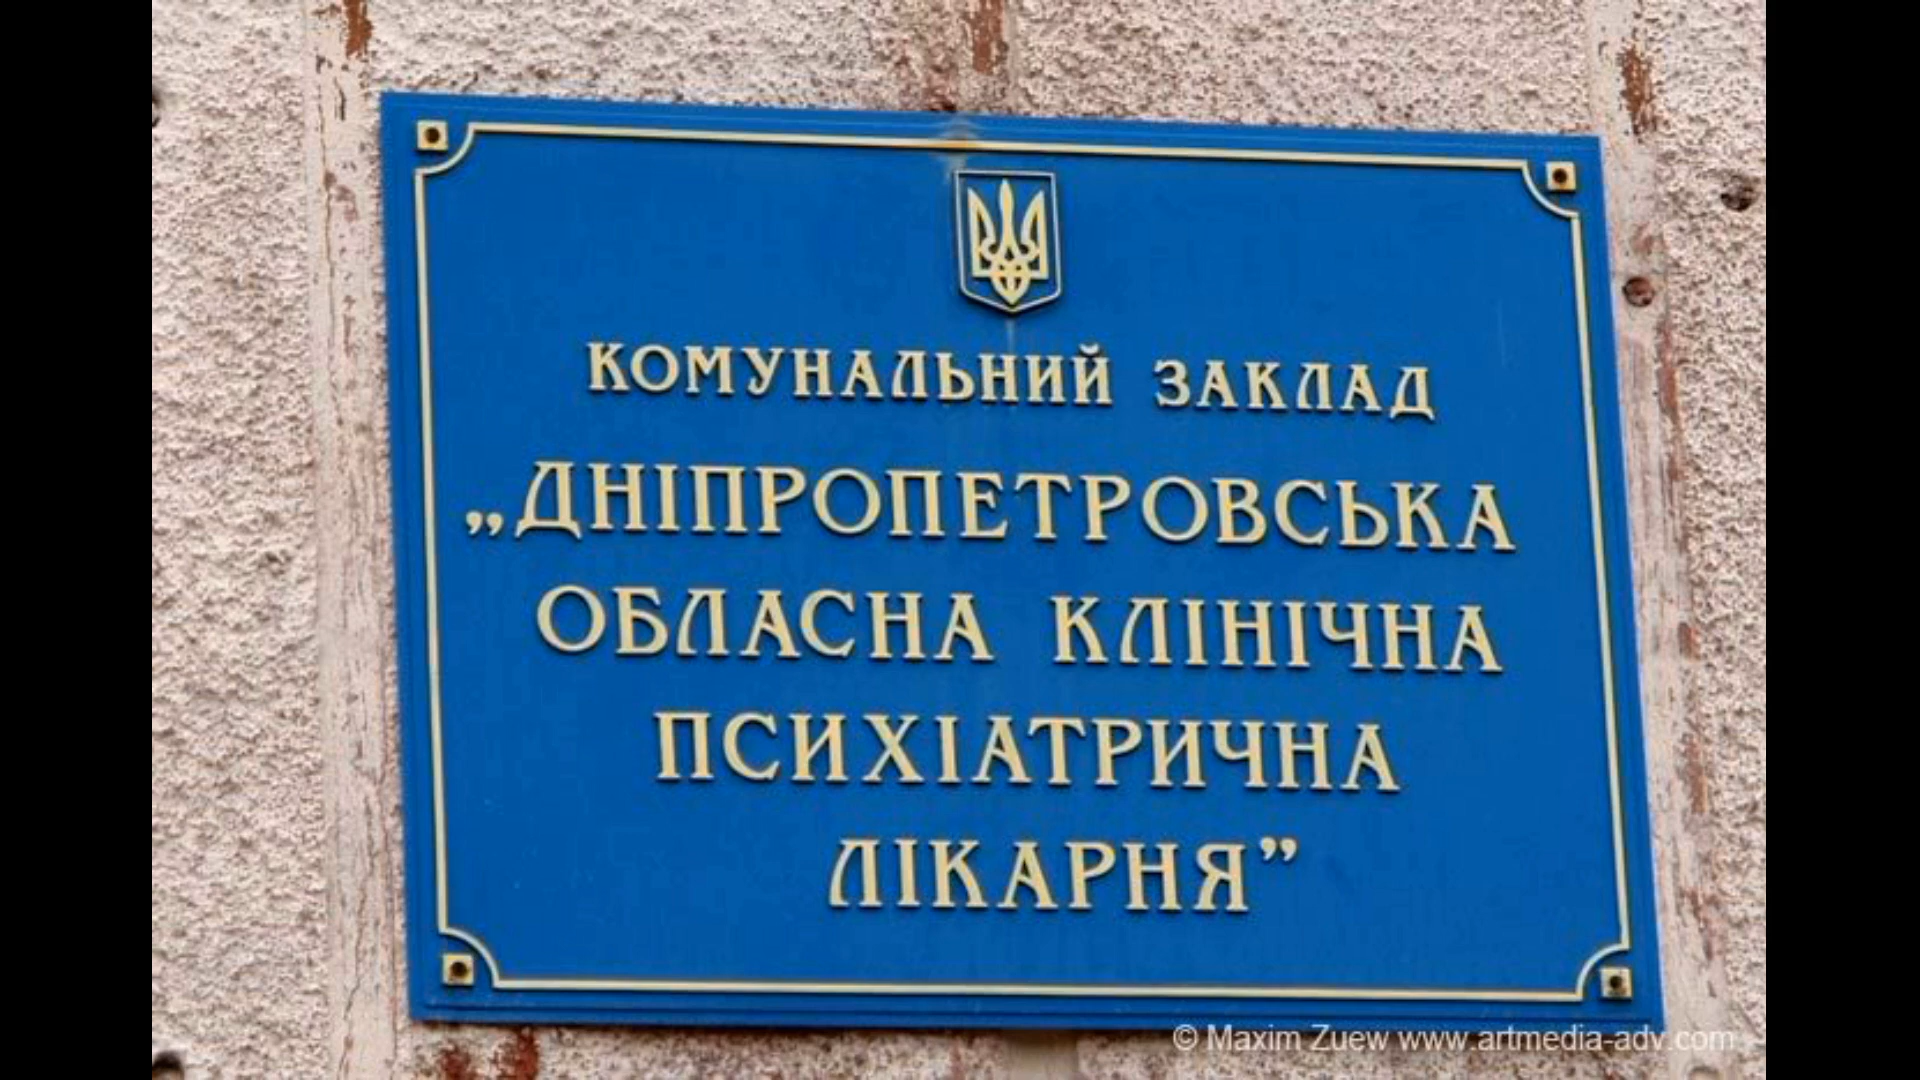 КОМУНАЛЬНИЙ ЗАКЛАД
„ДНІПРОПЕТРОВСЬКА
ОБЛАСНА КЛІНІЧНА
ПСИХІАТРИЧНА
ЛІКАРНЯ”
© Maxim Zuew www.artmedia-adv.com